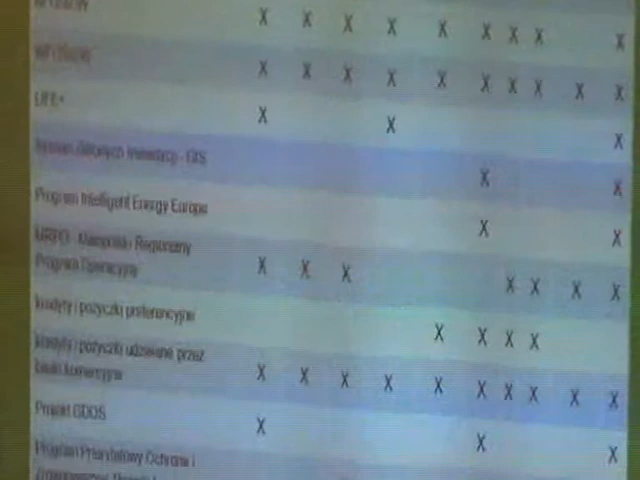 X X X X X X X X X
X X X X X X X X X X
LIFE+ X X X
System Zielonych Inwestycji - GIS X X
Program Intelligent Energy Europe X X
MRPO - Małopolski Regionalny
Program Operacyjny X X X X X X X
kredyty i pożyczki preferencyjne X X X X
kredyty i pożyczki udzielane przez
banki komercyjne X X X X X X X X X X
Projekt GDOŚ X X X
Program Priorytetowy Ochrona i